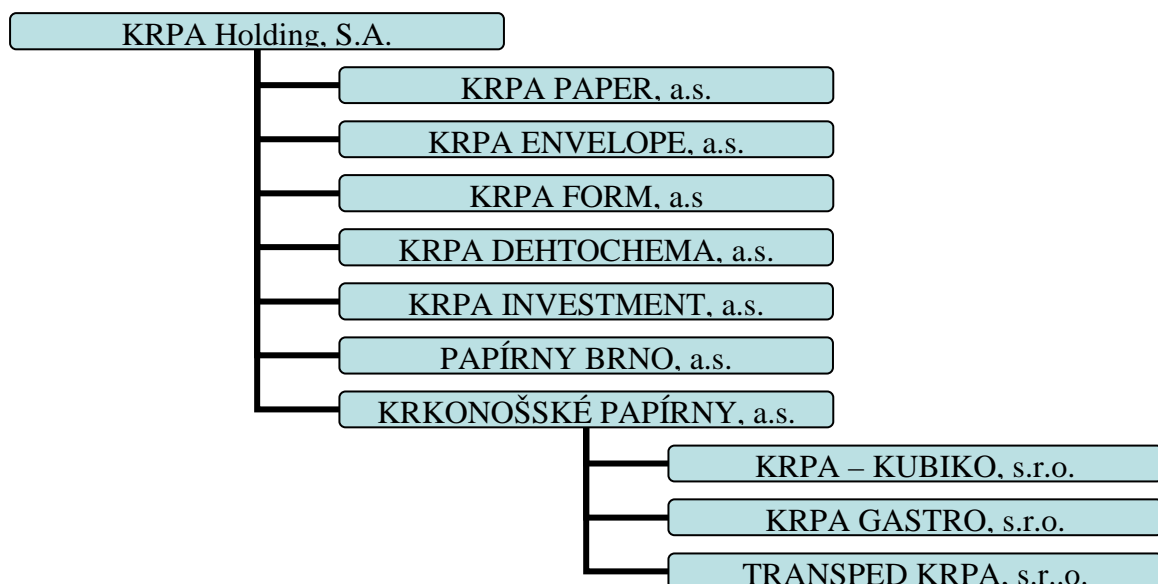 KRPA Holding, S.A.
KRPA PAPER, a.s.
KRPA ENVELOPE, a.s.
KRPA FORM, a.s
KRPA DEHTOCHEMA, a.s.
KRPA INVESTMENT, a.s.
PAPÍRNY BRNO, a.s.
KRKONOŠSKÉ PAPÍRNY, a.s.
KRPA – KUBIKO, s.r.o.
KRPA GASTRO, s.r.o.
TRANSPED KRPA, s.r..o.